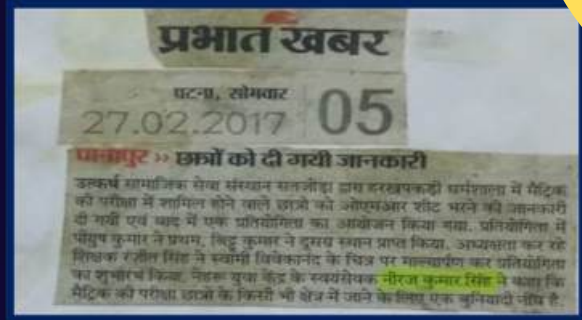 प्रभात खबर
पटना, सोमवार
27.02.2017
05
पानापुर >> छात्रों को दी गयी जानकारी
उत्कर्ष सामाजिक सेवा संस्थान सतजोड़ा द्वारा हरखपकड़ी धर्मशाला में मैट्रिक
की परीक्षा में शामिल होने वाले छात्रों को ओएमआर शीट भरने की जानकारी
दी गयी एवं बाद में एक प्रतियोगिता का आयोजन किया गया. प्रतियोगिता में
पीयुष कुमार ने प्रथम, बिट्टु कुमार ने दूसरा स्थान प्राप्त किया. अध्यक्षता कर रहे
शिक्षक रंजीत सिंह ने स्वामी विवेकानंद के चित्र पर माल्यार्पण कर प्रतियोगिता
का शुभारंभ किया. नेहरू युवा केंद्र के स्वयंसेवक नीरज कुमार सिंह ने कहा कि
मैट्रिक की परीक्षा छात्रों के किसी भी क्षेत्र में जाने के लिए एक बुनियादी नींव है.